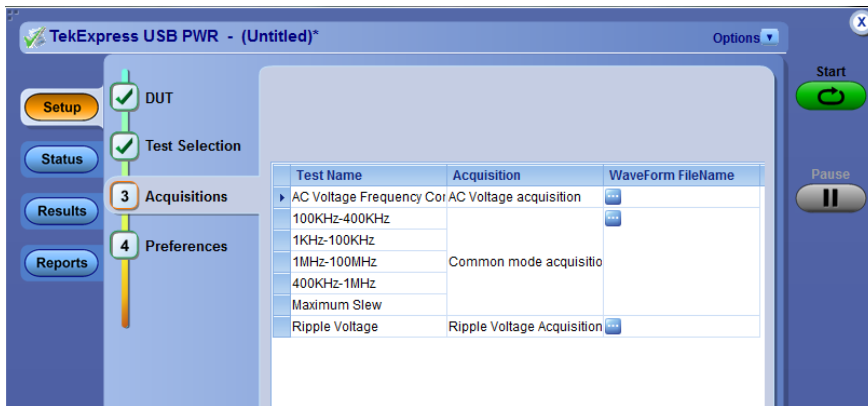 TekExpress USB PWR - (Untitled)*
Options
X
Start
Pause
Setup
Status
Results
Reports
DUT
Test Selection
3 Acquisitions
4 Preferences
Test Name Acquisition WaveForm FileName
AC Voltage Frequency Cor AC Voltage acquisition
100KHz-400KHz
1KHz-100KHz
1MHz-100MHz Common mode acquisitio
400KHz-1MHz
Maximum Slew
Ripple Voltage Ripple Voltage Acquisition